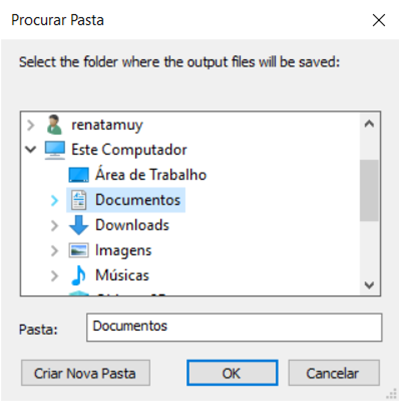 Procurar Pasta
Select the folder where the output files will be saved:
renatamuy
Este Computador
Área de Trabalho
Documentos
Downloads
Imagens
Músicas
Pasta: Documentos
Criar Nova Pasta OK Cancelar